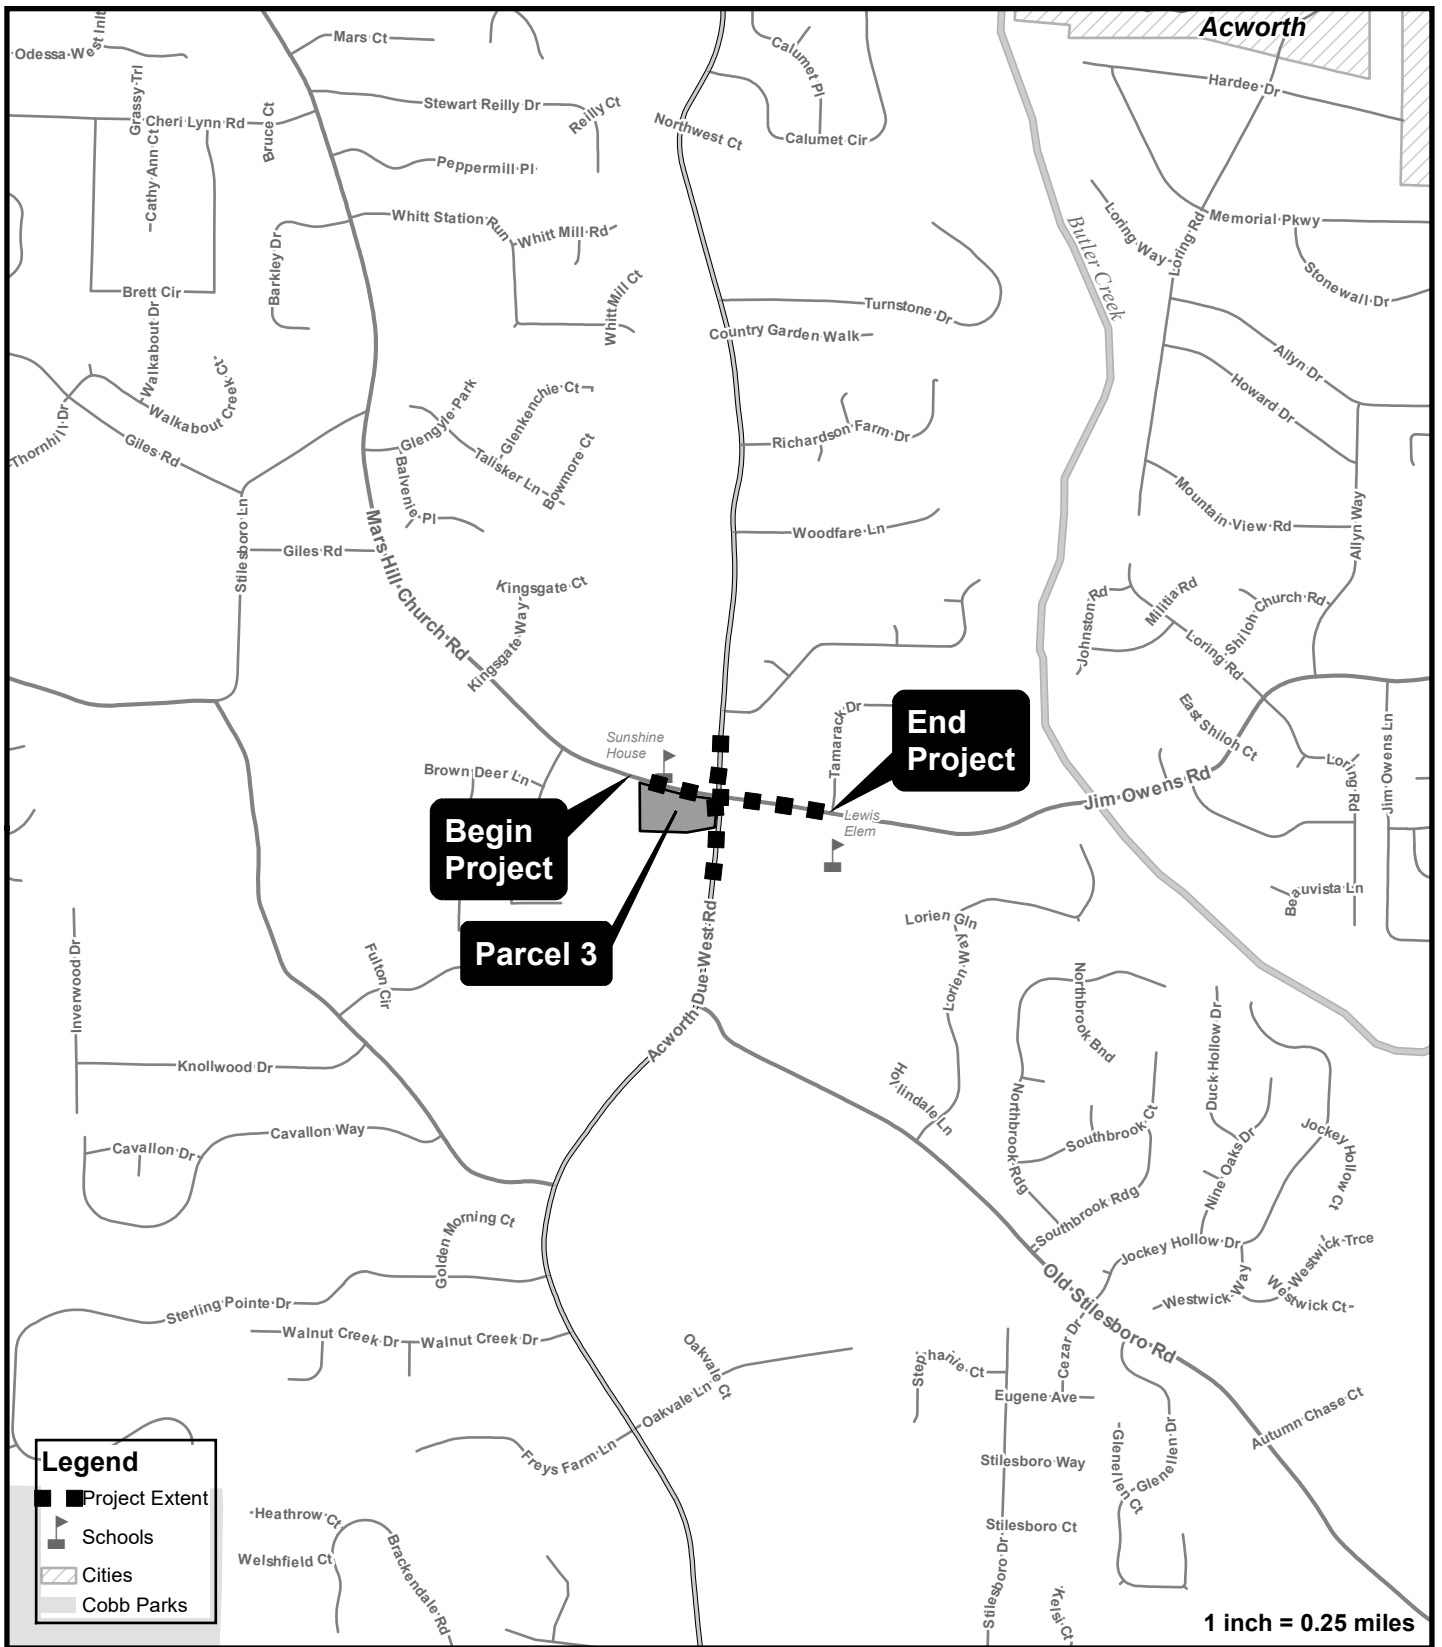 Acworth
Odessa West Inlt
Mars Ct
Calumet Pl
Hardee Dr
Grassy Trl
Cheri Lynn Rd
Bruce Ct
Stewart Reilly Dr
Reilly Ct
Northwest Ct
Calumet Cir
Cathy Ann Ct
Peppermill Pl
Whitt Station Run
Whitt Mill Rd
Butler Creek
Loring Way
Loring Rd
Memorial Pkwy
Stonewall Dr
Barkley Dr
Brett Cir
Whitt Mill Ct
Turnstone Dr
Country Garden Walk
Walkabout Dr
Walkabout Creek Ct
Allyn Dr
Howard Dr
Thornhill Dr
Giles Rd
Glengyle Park
Glenkenchie Ct
Talisker Ln
Bowmore Ct
Balvenie Pl
Richardson Farm Dr
Stilesboro Ln
Giles Rd
Mars Hill Church Rd
Woodfare Ln
Mountain View Rd
Allyn Way
Kingsgate Ct
Kingsgate Way
Johnston Rd
Militia Rd
Shiloh Church Rd
Loring Rd
East Shiloh Ct
Sunshine
House
Tamarack Dr
End
Project
Jim Owens Rd
Loring Rd
Jim Owens Ln
Brown Deer Ln
Begin
Project
Lewis
Elem
Parcel 3
Beauvista Ln
Lorien Gln
Lorien Way
Acworth Due West Rd
Inverwood Dr
Fulton Cir
Knollwood Dr
Northbrook Bnd
Duck Hollow Dr
Hollindale Ln
Northbrook Rdg
Southbrook Ct
Nine Oaks Dr
Jockey Hollow Ct
Cavallon Way
Cavallon Dr
Southbrook Rdg
Golden Morning Ct
Jockey Hollow Dr
Westwick Trce
Westwick Way
Westwick Ct
Old Stilesboro Rd
Sterling Pointe Dr
Walnut Creek Dr
Walnut Creek Dr
Cezar Dr
Oakvale Ct
Oakvale Ln
Stephanie Ct
Eugene Ave
Autumn Chase Ct
Freys Farm Ln
Glenellen Dr
Glenellen Ct
Stilesboro Way
Legend
Project Extent
Schools
Cities
Cobb Parks
Heathrow Ct
Welshfield Ct
Brackendale Rd
Stilesboro Ct
Stilesboro Dr
Kelsi Ct
1 inch = 0.25 miles